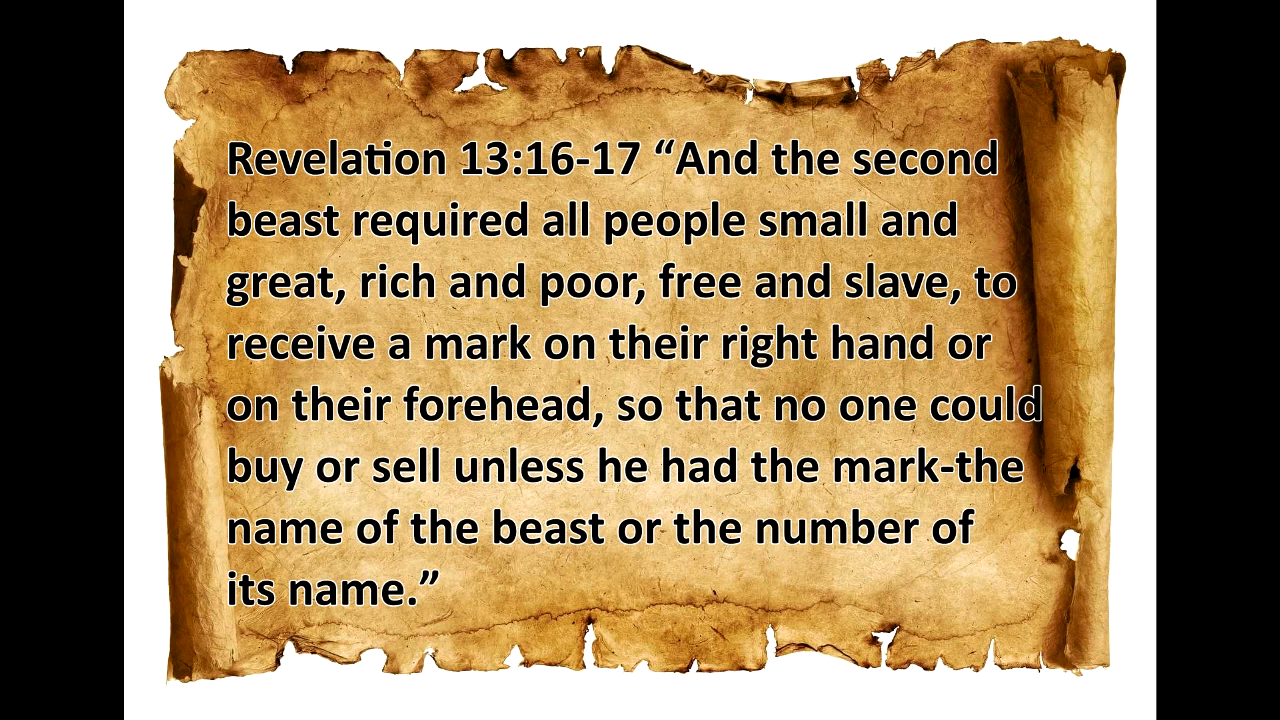 Revelation 13:16-17 “And the second
beast required all people small and
great, rich and poor, free and slave, to
receive a mark on their right hand or
on their forehead, so that no one could
buy or sell unless he had the mark-the
name of the beast or the number of
its name.”